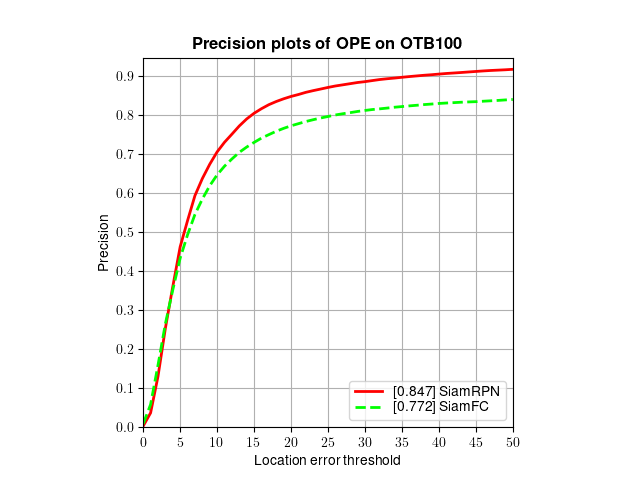 Precision plots of OPE on OTB100
Precision
0.9
0.8
0.7
0.6
0.5
0.4
0.3
0.2
0.1
0.0
0 5 10 15 20 25 30 35 40 45 50
Location error threshold
[0.847] SiamRPN
[0.772] SiamFC